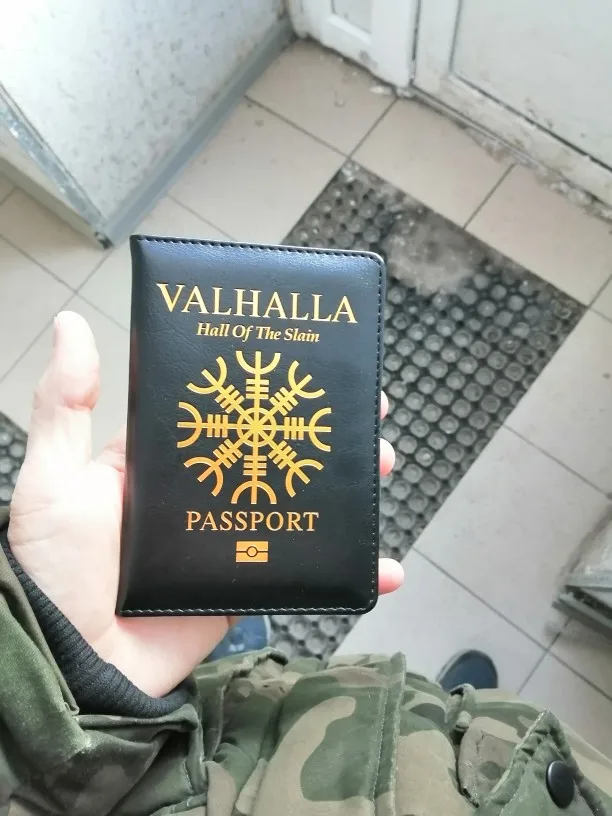 VALHALLA
Hall Of The Slain
PASSPORT